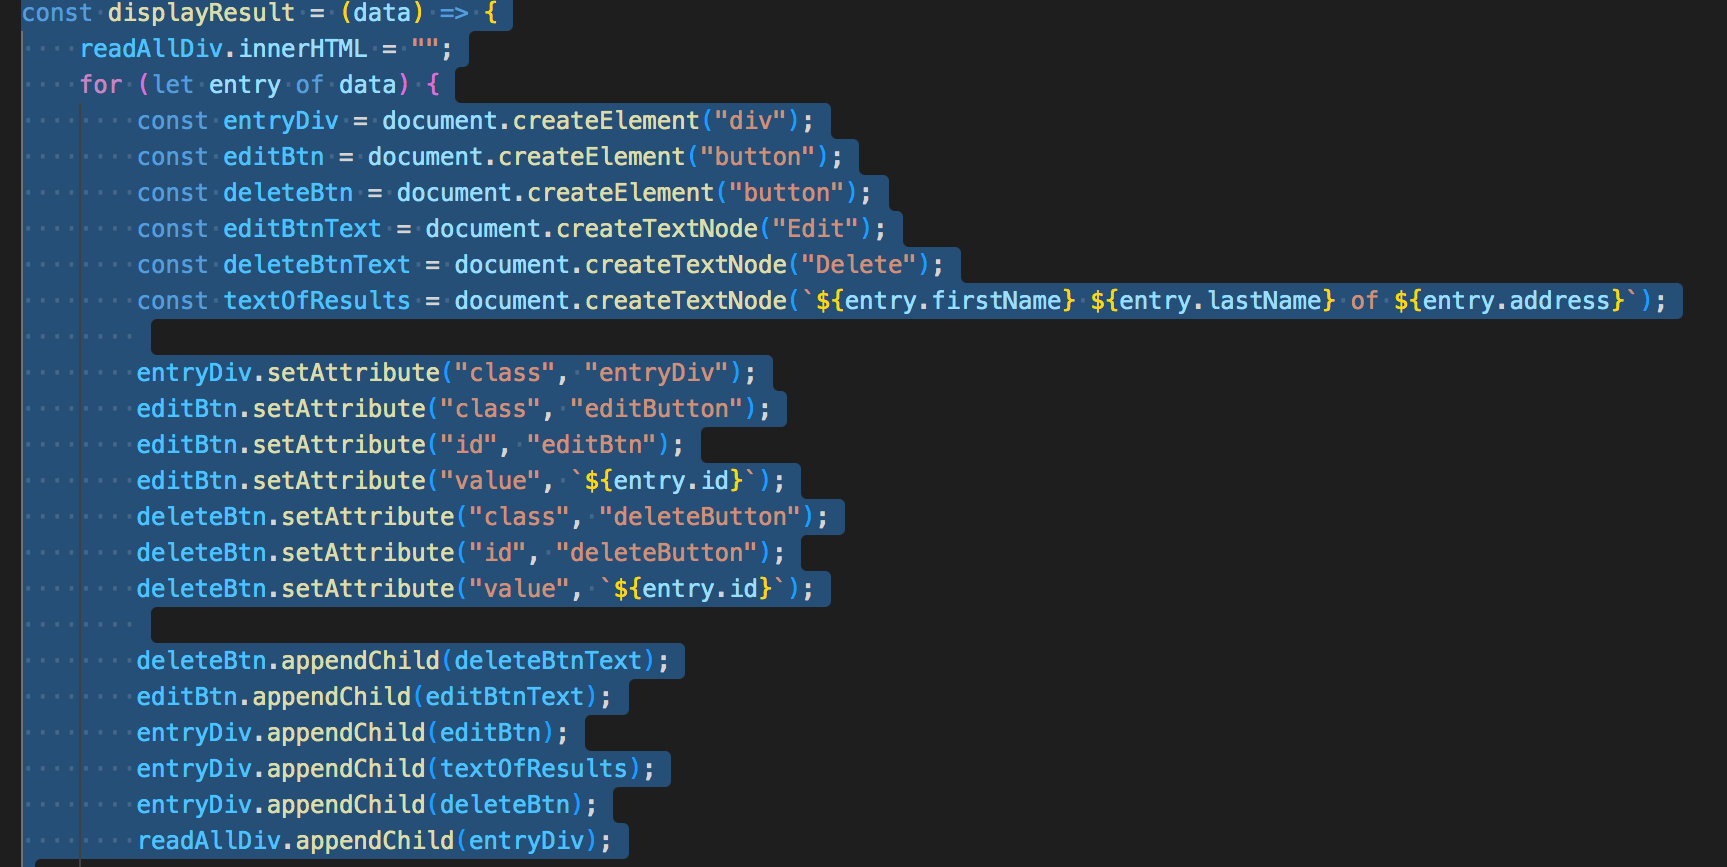 const displayResult = (data) => {
    readAllDiv.innerHTML = "";
    for (let entry of data) {
        const entryDiv = document.createElement("div");
        const editBtn = document.createElement("button");
        const deleteBtn = document.createElement("button");
        const editBtnText = document.createTextNode("Edit");
        const deleteBtnText = document.createTextNode("Delete");
        const textOfResults = document.createTextNode(`${entry.firstName} ${entry.lastName} of ${entry.address}`);

        entryDiv.setAttribute("class", "entryDiv");
        editBtn.setAttribute("class", "editButton");
        editBtn.setAttribute("id", "editBtn");
        editBtn.setAttribute("value", `${entry.id}`);
        deleteBtn.setAttribute("class", "deleteButton");
        deleteBtn.setAttribute("id", "deleteButton");
        deleteBtn.setAttribute("value", `${entry.id}`);

        deleteBtn.appendChild(deleteBtnText);
        editBtn.appendChild(editBtnText);
        entryDiv.appendChild(editBtn);
        entryDiv.appendChild(textOfResults);
        entryDiv.appendChild(deleteBtn);
        readAllDiv.appendChild(entryDiv);